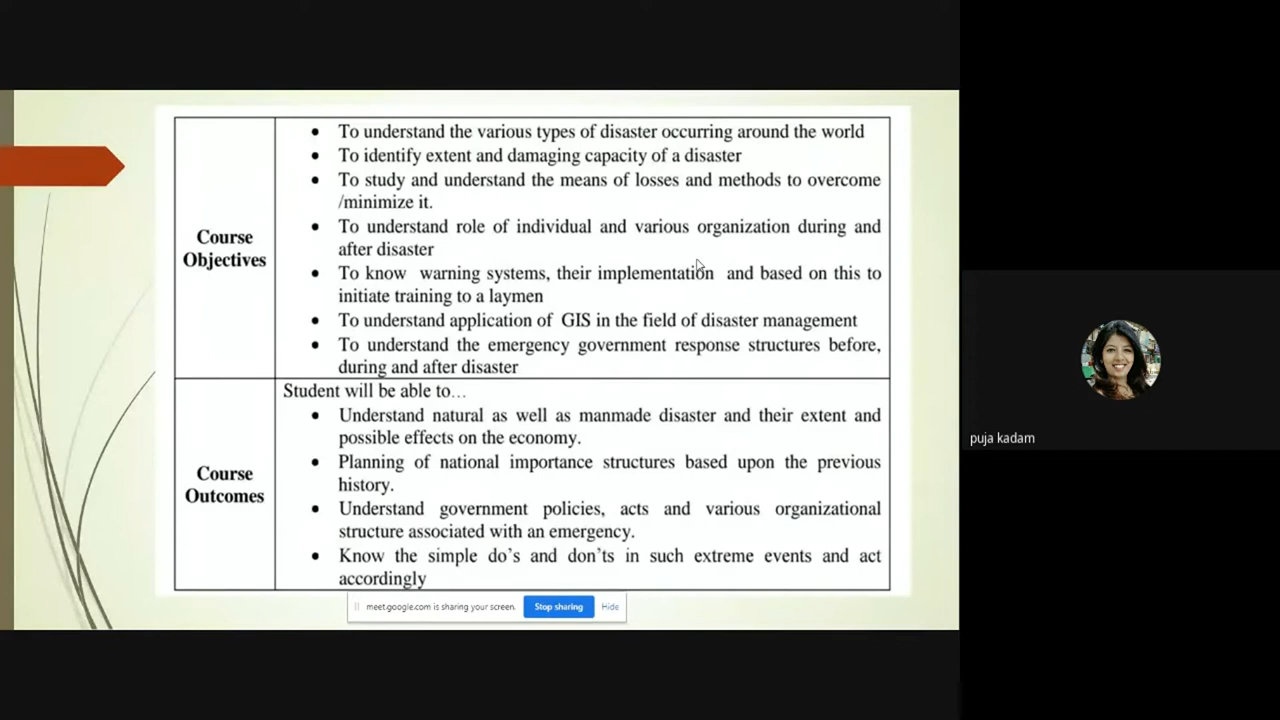 Course
Objectives
• To understand the various types of disaster occurring around the world
• To identify extent and damaging capacity of a disaster
• To study and understand the means of losses and methods to overcome
/minimize it.
• To understand role of individual and various organization during and
after disaster
• To know warning systems, their implementation and based on this to
initiate training to a laymen
• To understand application of GIS in the field of disaster management
• To understand the emergency government response structures before,
during and after disaster
Course
Outcomes
Student will be able to…
• Understand natural as well as manmade disaster and their extent and
possible effects on the economy.
• Planning of national importance structures based upon the previous
history.
• Understand government policies, acts and various organizational
structure associated with an emergency.
• Know the simple do’s and don’ts in such extreme events and act
accordingly
meet.google.com is sharing your screen.
Stop sharing
Hide
puja kadam